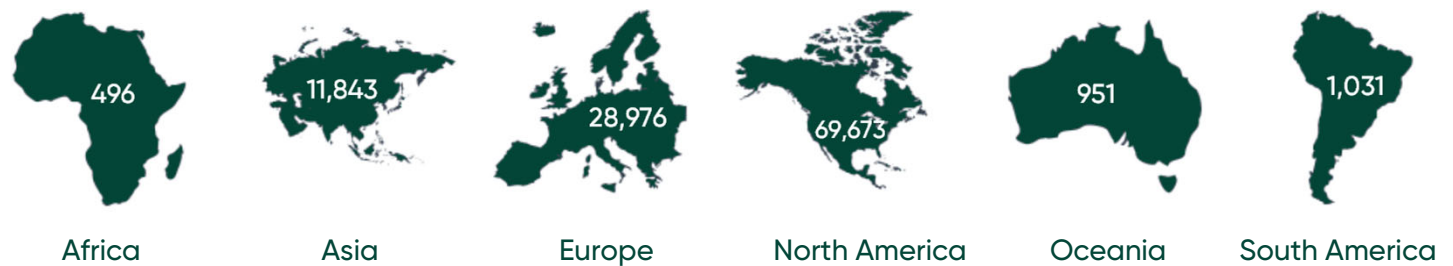 496
11,843
28,976
69,673
951
1,031
Africa
Asia
Europe
North America
Oceania
South America